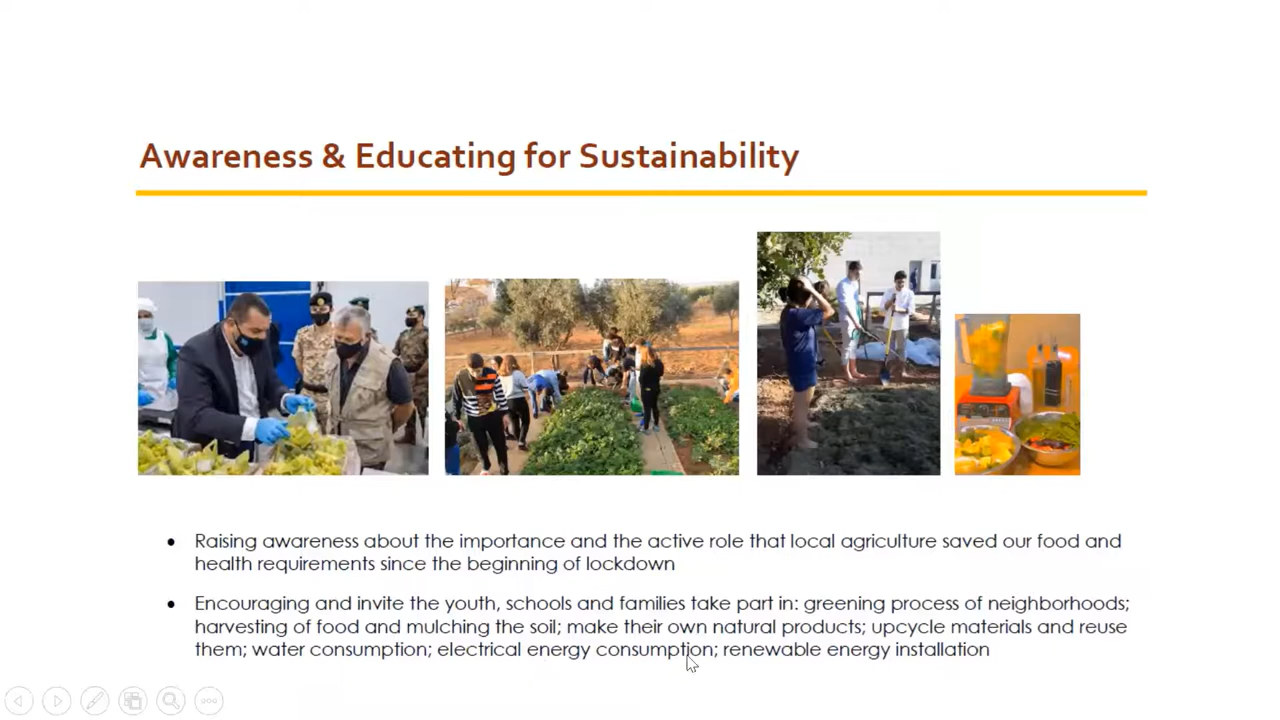 Awareness & Educating for Sustainability
• Raising awareness about the importance and the active role that local agriculture saved our food and
health requirements since the beginning of lockdown
• Encouraging and invite the youth, schools and families take part in: greening process of neighborhoods;
harvesting of food and mulching the soil; make their own natural products; upcycle materials and reuse
them; water consumption; electrical energy consumption; renewable energy installation